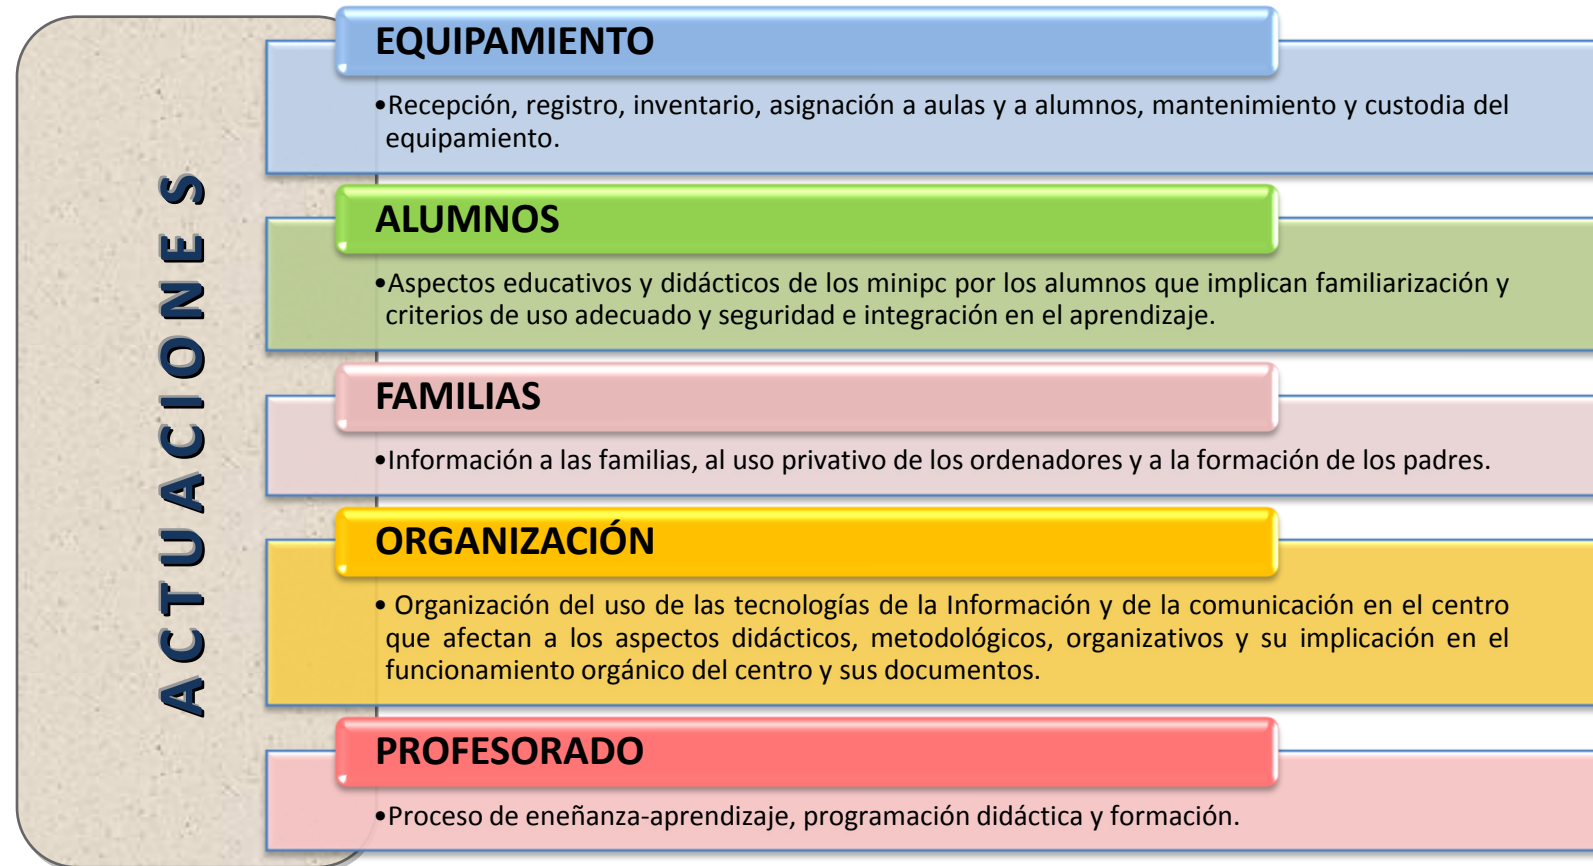 ACTUACIONES
EQUIPAMIENTO
•Recepción, registro, inventario, asignación a aulas y a alumnos, mantenimiento y custodia del
equipamiento.
ALUMNOS
•Aspectos educativos y didácticos de los minipc por los alumnos que implican familiarización y
criterios de uso adecuado y seguridad e integración en el aprendizaje.
FAMILIAS
•Información a las familias, al uso privativo de los ordenadores y a la formación de los padres.
ORGANIZACIÓN
• Organización del uso de las tecnologías de la Información y de la comunicación en el centro
que afectan a los aspectos didácticos, metodológicos, organizativos y su implicación en el
funcionamiento orgánico del centro y sus documentos.
PROFESORADO
•Proceso de eneñanza-aprendizaje, programación didáctica y formación.